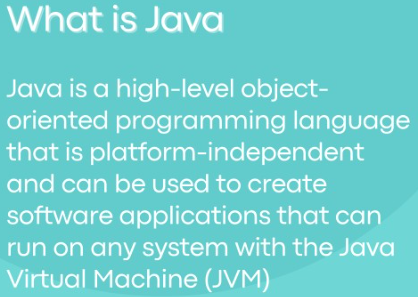 What is Java
Java is a high-level object-
oriented programming language
that is platform-independent
and can be used to create
software applications that can
run on any system with the Java
Virtual Machine (JVM)